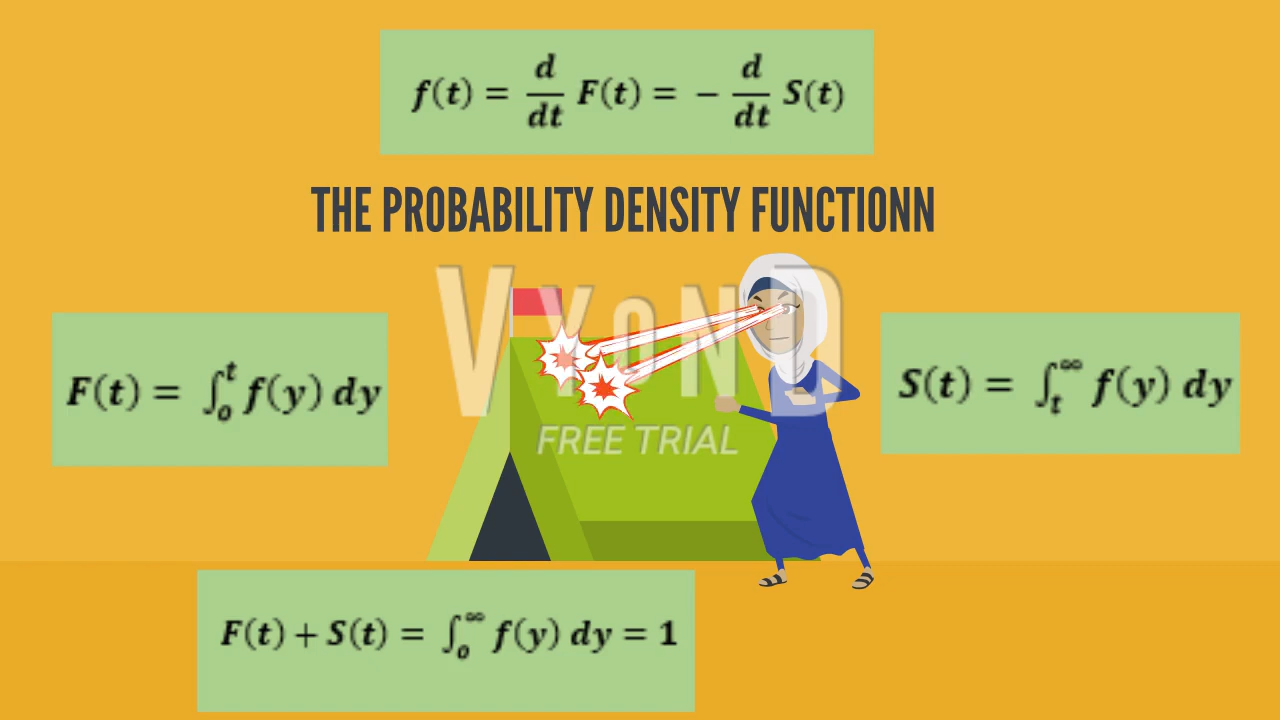 f(t) = d/dt F(t) = − d/dt S(t)
THE PROBABILITY DENSITY FUNCTIONN
VYOND
FREE TRIAL
F(t) = ∫₀ᵗ f(y) dy
S(t) = ∫ₜ^∞ f(y) dy
F(t) + S(t) = ∫₀^∞ f(y) dy = 1